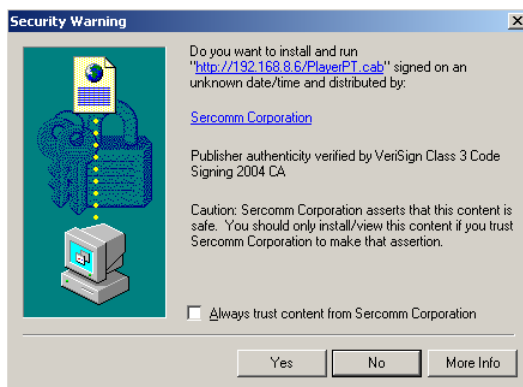 Security Warning
Do you want to install and run
"http://192.168.8.6/PlayerPT.cab" signed on an
unknown date/time and distributed by:
Sercomm Corporation
Publisher authenticity verified by VeriSign Class 3 Code
Signing 2004 CA
Caution: Sercomm Corporation asserts that this content is
safe.  You should only install/view this content if you trust
Sercomm Corporation to make that assertion.
Always trust content from Sercomm Corporation
Yes
No
More Info